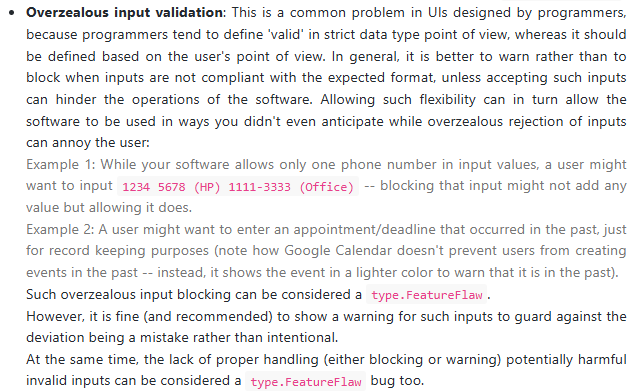 • Overzealous input validation: This is a common problem in UIs designed by programmers,
because programmers tend to define 'valid' in strict data type point of view, whereas it should
be defined based on the user's point of view. In general, it is better to warn rather than to
block when inputs are not compliant with the expected format, unless accepting such inputs
can hinder the operations of the software. Allowing such flexibility can in turn allow the
software to be used in ways you didn't even anticipate while overzealous rejection of inputs
can annoy the user:
Example 1: While your software allows only one phone number in input values, a user might
want to input 1234 5678 (HP) 1111-3333 (Office) -- blocking that input might not add any
value but allowing it does.
Example 2: A user might want to enter an appointment/deadline that occurred in the past, just
for record keeping purposes (note how Google Calendar doesn't prevent users from creating
events in the past -- instead, it shows the event in a lighter color to warn that it is in the past).
Such overzealous input blocking can be considered a type.FeatureFlaw.
However, it is fine (and recommended) to show a warning for such inputs to guard against the
deviation being a mistake rather than intentional.
At the same time, the lack of proper handling (either blocking or warning) potentially harmful
invalid inputs can be considered a type.FeatureFlaw bug too.